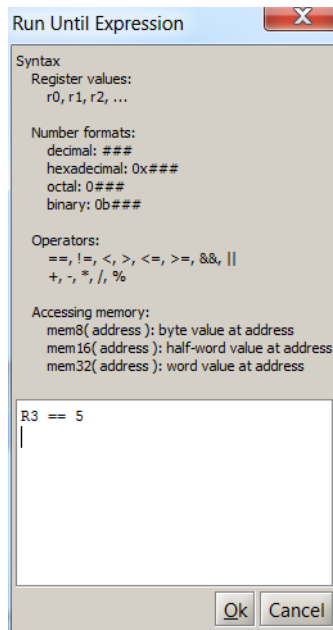 Run Until Expression
X
Syntax
Register values:
r0, r1, r2, ...
Number formats:
decimal: ###
hexadecimal: 0x###
octal: 0###
binary: 0b###
Operators:
==, !=, <, >, <=, >=, &&, ||
+, -, *, /, %
Accessing memory:
mem8( address ): byte value at address
mem16( address ): half-word value at address
mem32( address ): word value at address
R3 == 5
Ok Cancel